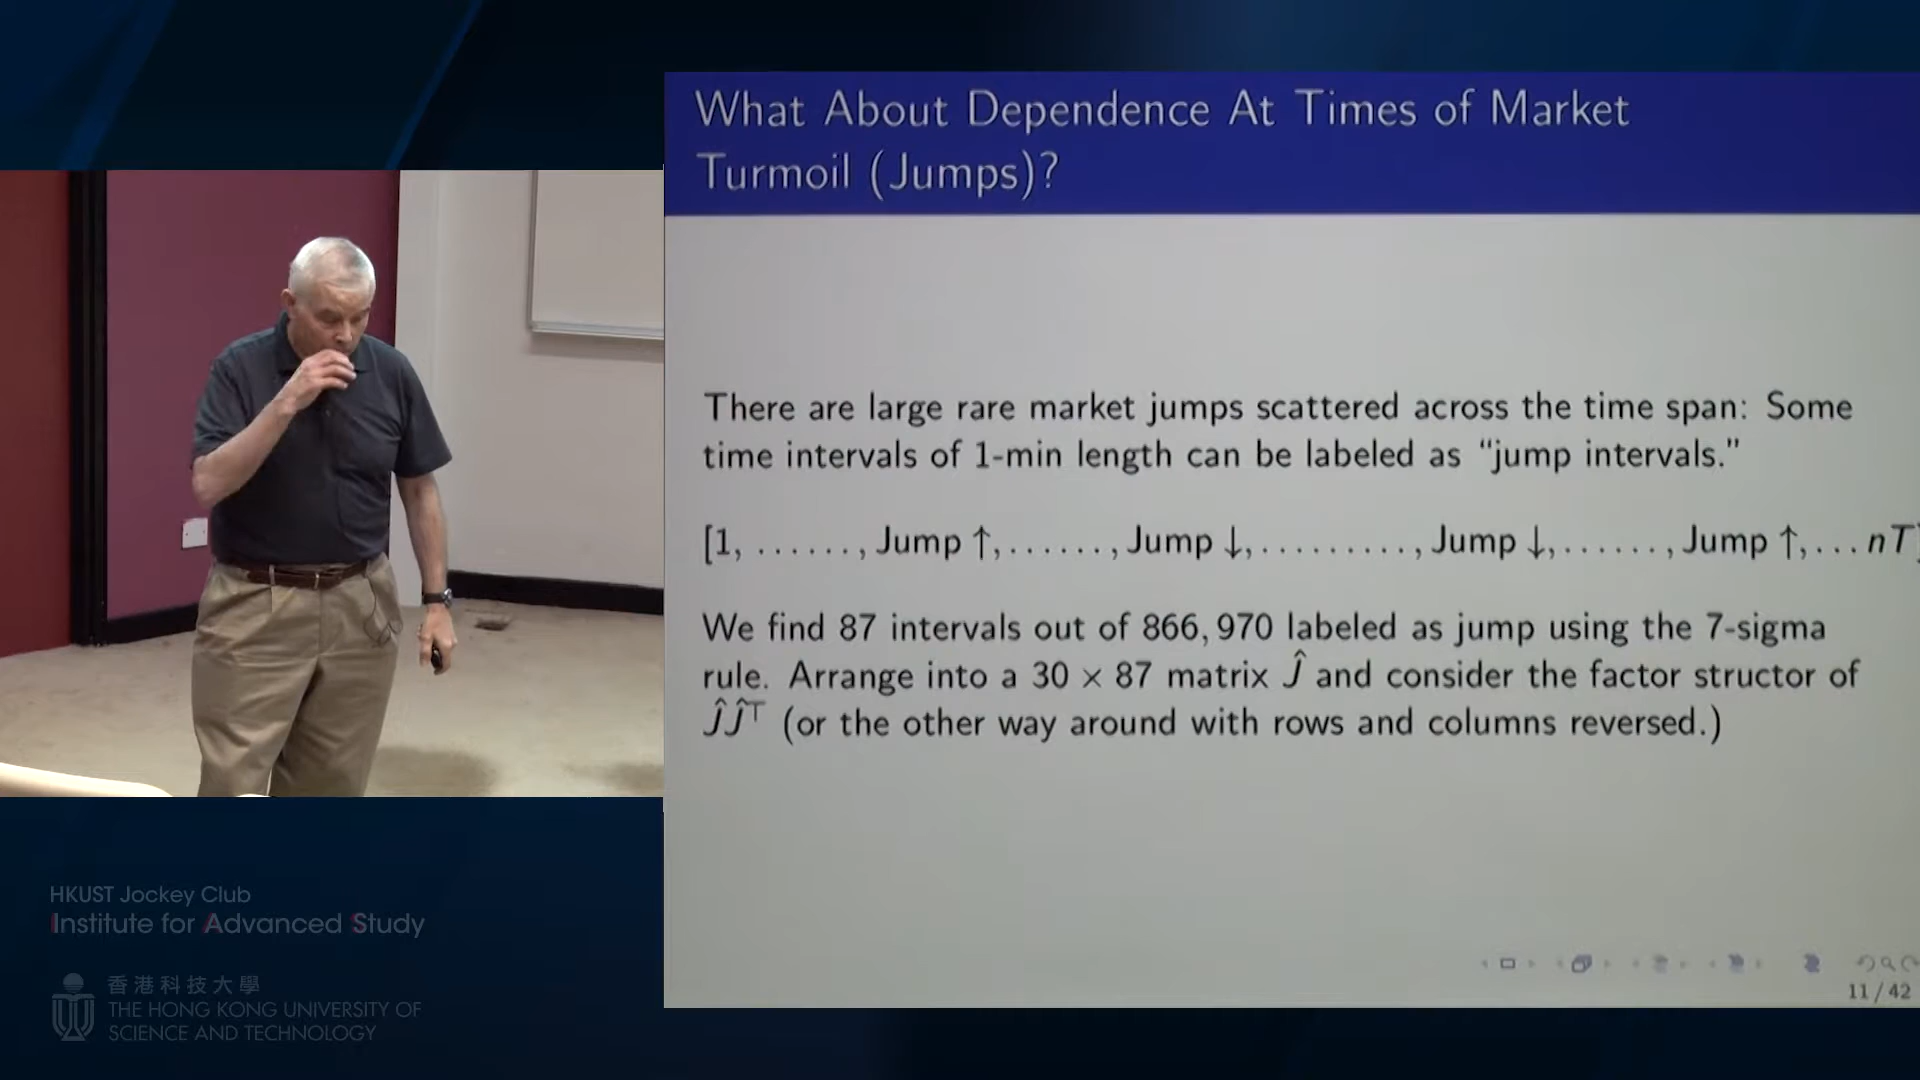 What About Dependence At Times of Market
Turmoil (Jumps)?
There are large rare market jumps scattered across the time span: Some
time intervals of 1-min length can be labeled as “jump intervals.”
[1, ......, Jump ↑,......, Jump ↓,.........., Jump ↓,......, Jump ↑,...nT]
We find 87 intervals out of 866,970 labeled as jump using the 7-sigma
rule. Arrange into a 30 × 87 matrix Ĵ and consider the factor structor of
ĴĴ⊤ (or the other way around with rows and columns reversed.)
11 / 42
HKUST Jockey Club
Institute for Advanced Study
香港科技大學
THE HONG KONG UNIVERSITY OF
SCIENCE AND TECHNOLOGY